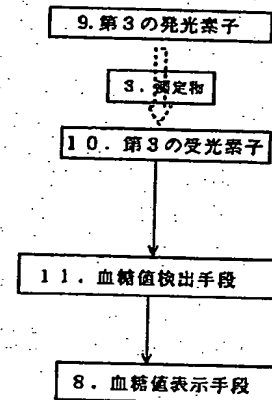 9.第3の発光素子
3.測定物
10.第3の受光素子
11.血糖値検出手段
8.血糖値表示手段